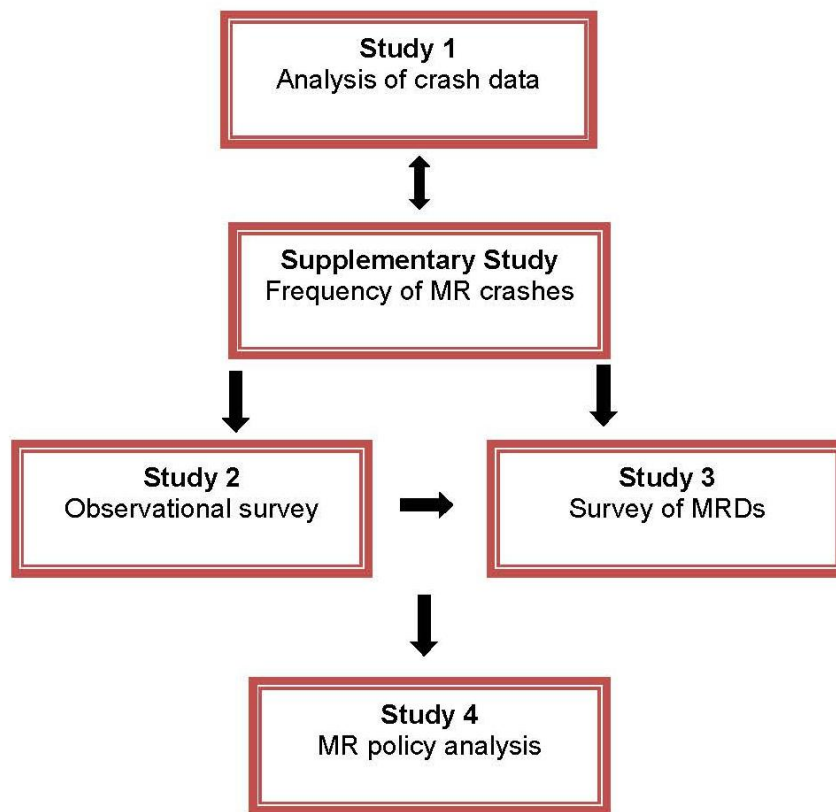 Study 1
Analysis of crash data
Supplementary Study
Frequency of MR crashes
Study 2
Observational survey
Study 3
Survey of MRDs
Study 4
MR policy analysis